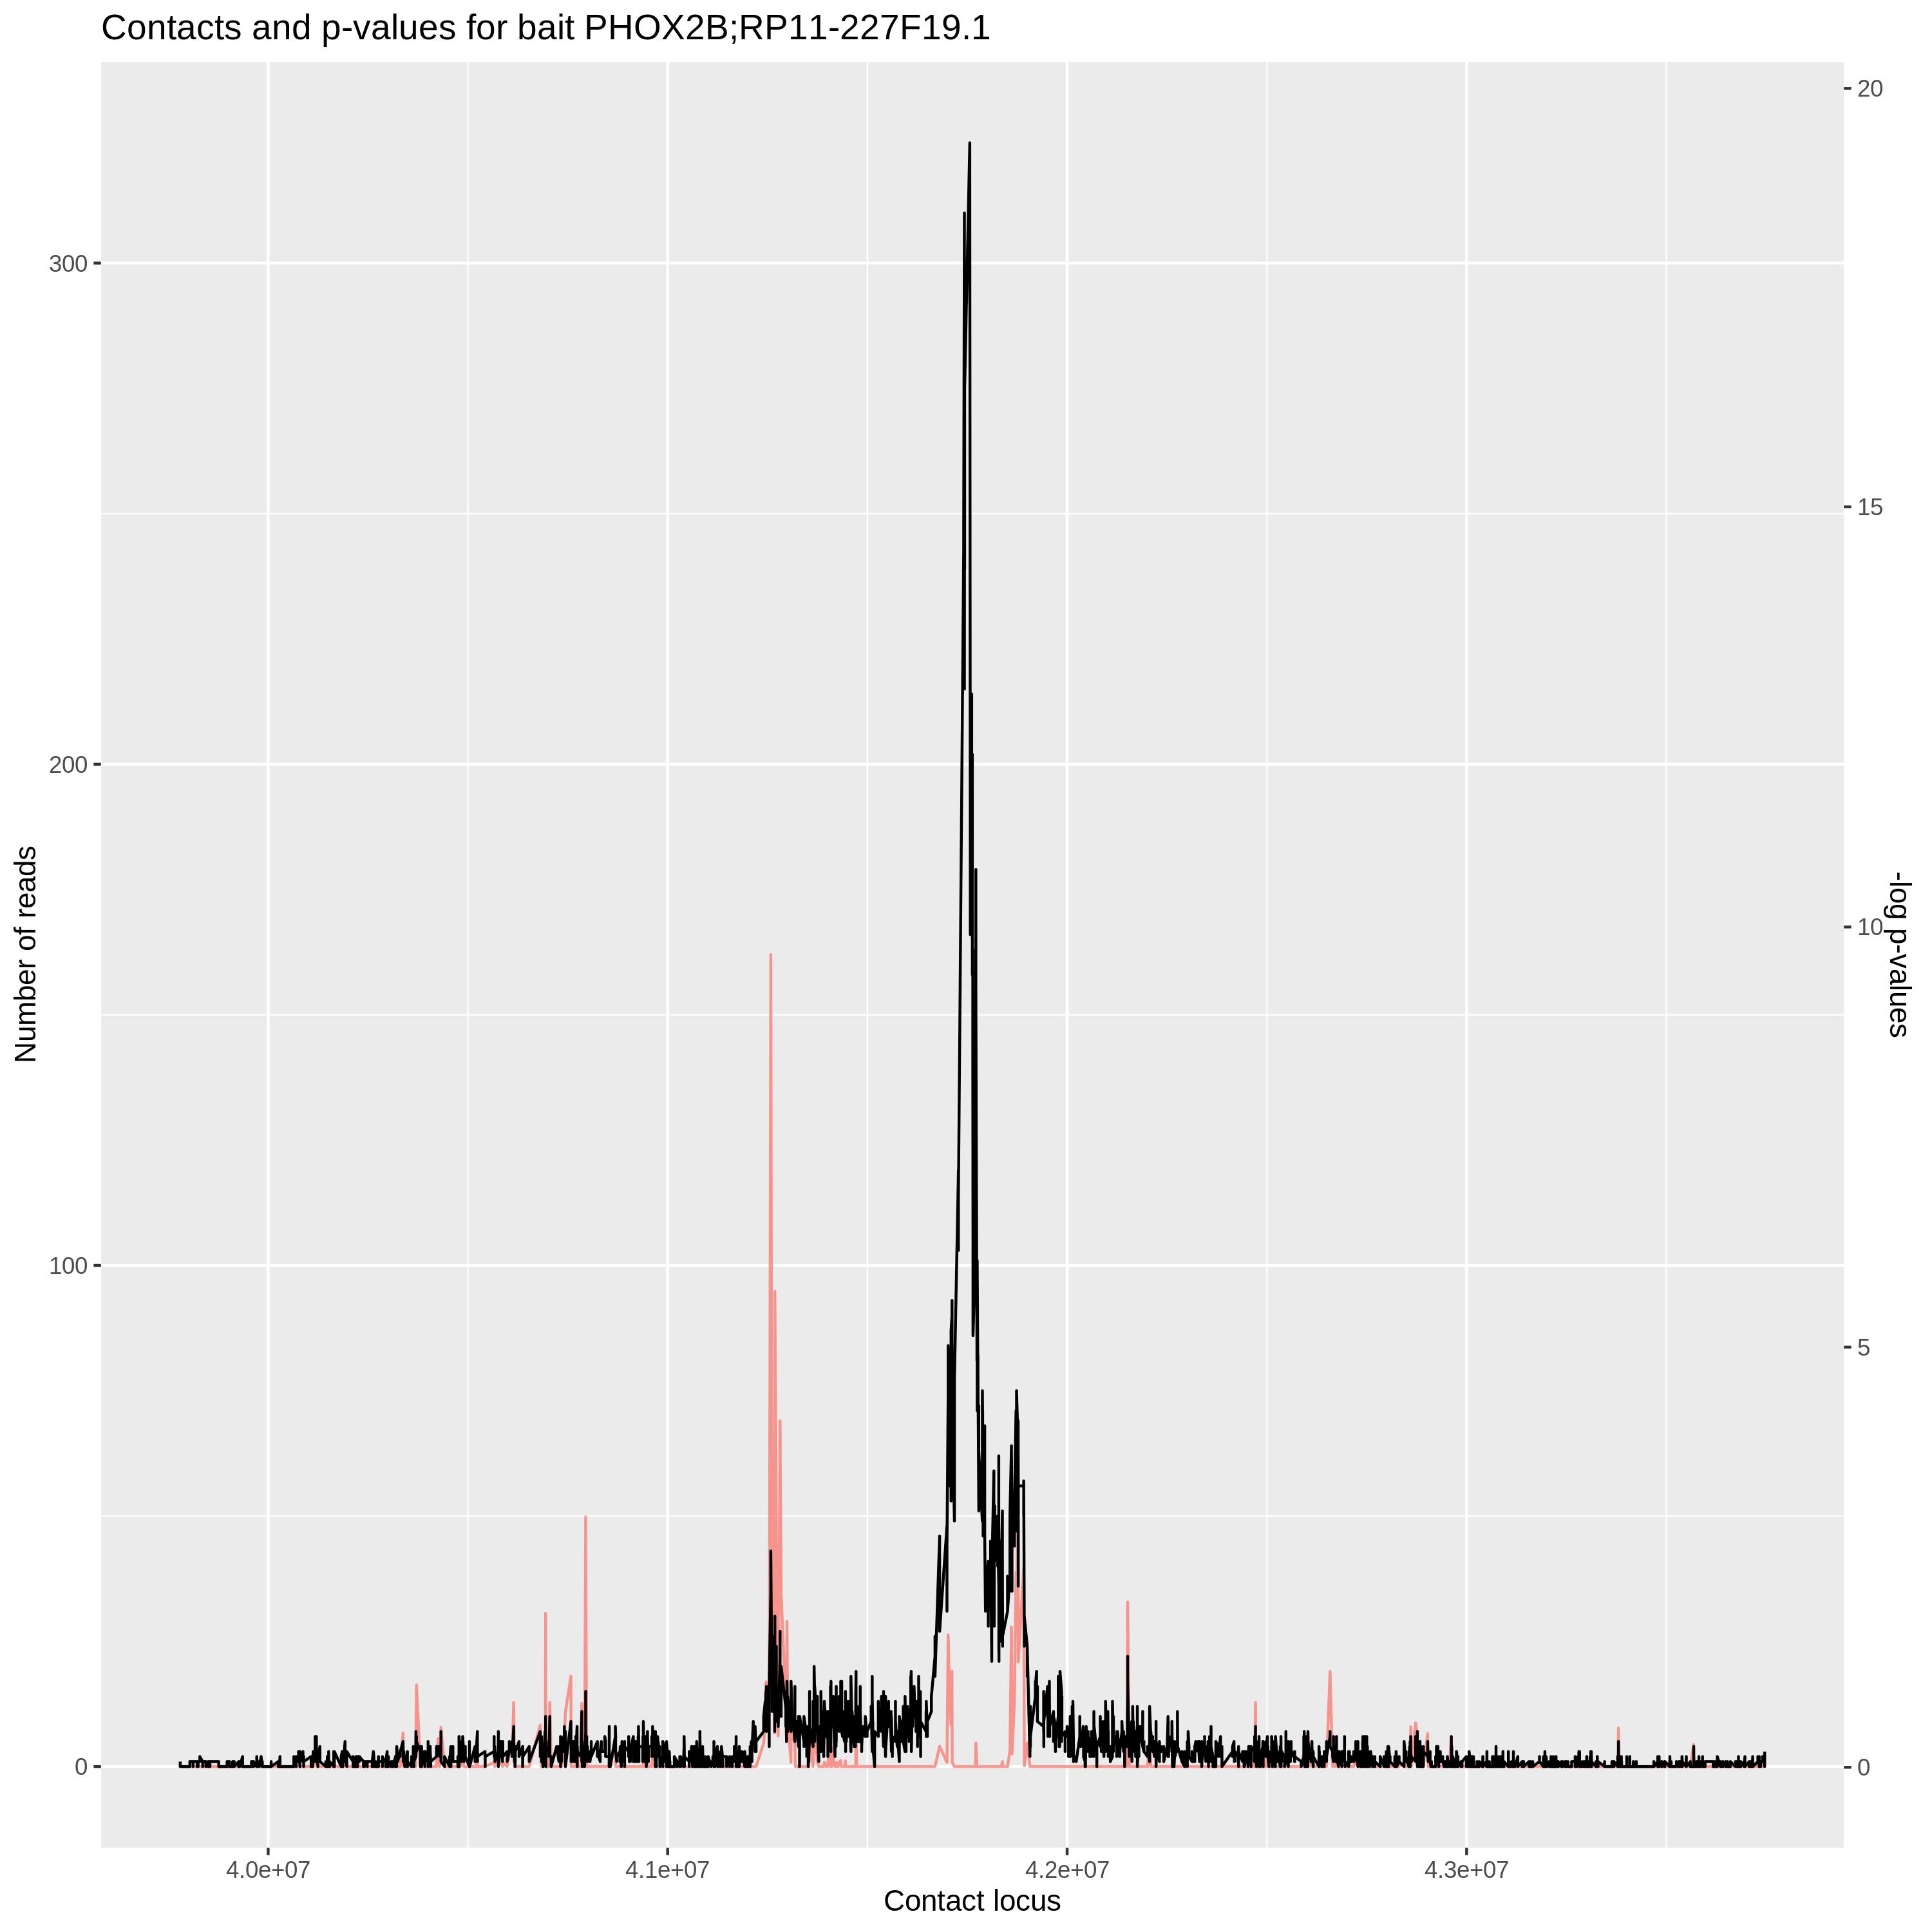 Contacts and p-values for bait PHOX2B;RP11-227F19.1
Number of reads
300
200
100
0
20
15
10
5
0
-log p-values
4.0e+07
4.1e+07
4.2e+07
4.3e+07
Contact locus